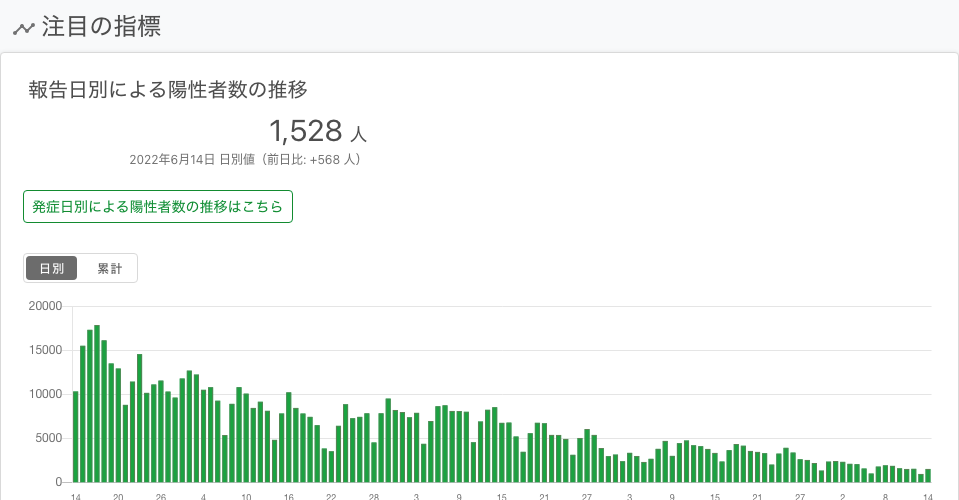 注目の指標
報告日別による陽性者数の推移
1,528 人
2022年6月14日 日別値（前日比: +568 人）
発症日別による陽性者数の推移はこちら
日別 累計
20000
15000
10000
5000
0
14 20 26 4 10 16 22 28 3 9 15 21 27 3 9 15 21 27 2 8 14